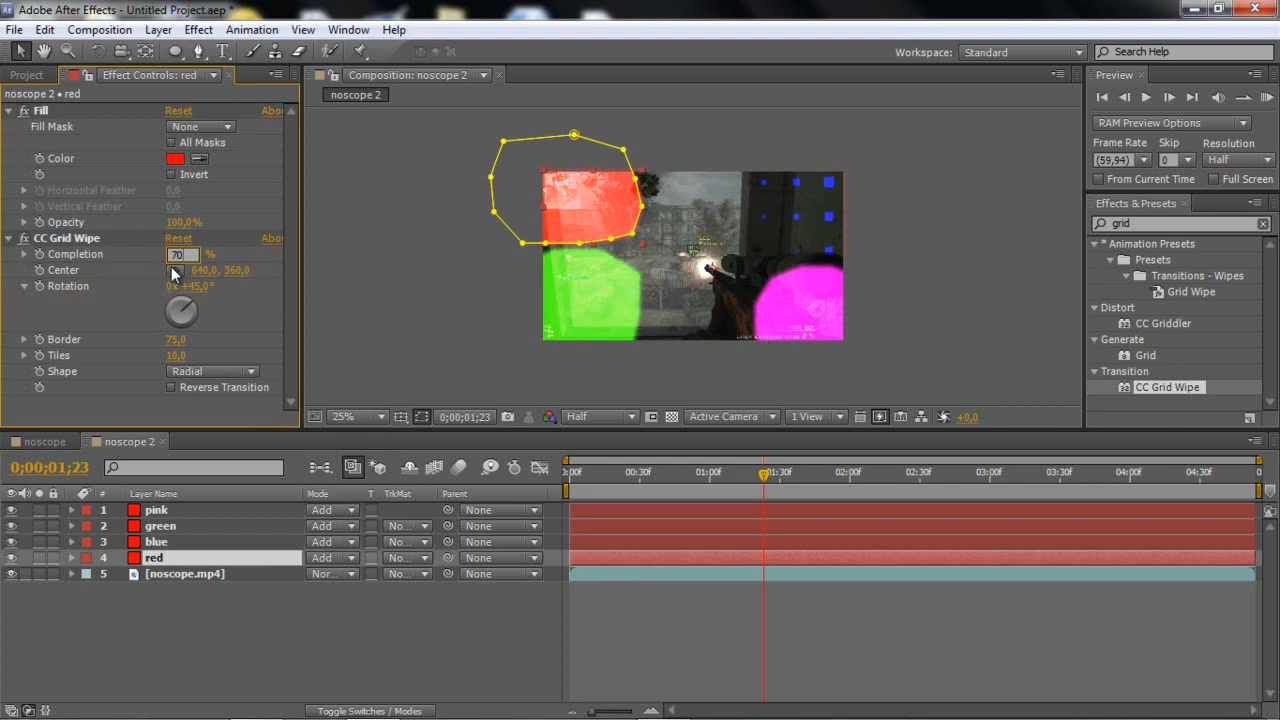 Adobe After Effects - Untitled Project.aep *
File Edit Composition Layer Effect Animation View Window Help
Workspace: Standard Search Help
Project Effect Controls: red Composition: noscope 2 Preview
noscope 2 • red
noscope 2
Fill Reset Abo
Fill Mask None
All Masks
Color
Invert
Horizontal Feather 0,0
Vertical Feather 0,0
Opacity 100,0%
CC Grid Wipe Reset Abo
Completion 70 %
Center 640,0, 360,0
Rotation 0x +45,0°
Border 75,0
Tiles 10,0
Shape Radial
Reverse Transition
25% 0;00;01;23 Half Active Camera 1 View +0,0
RAM Preview Options
Frame Rate Skip Resolution
(59,94) 0 Half
From Current Time Full Screen
Effects & Presets
grid
* Animation Presets
Presets
Transitions - Wipes
Grid Wipe
Distort
CC Griddler
Generate
Grid
Transition
CC Grid Wipe
noscope noscope 2
0;00;01;23
:00f 00:30f 01:00f 01:30f 02:00f 02:30f 03:00f 03:30f 04:00f 04:30f 0
# Layer Name Mode T TrkMat Parent
1 pink Add None
2 green Add No... None
3 blue Add No... None
4 red Add No... None
5 [noscope.mp4] Nor... No... None
Toggle Switches / Modes